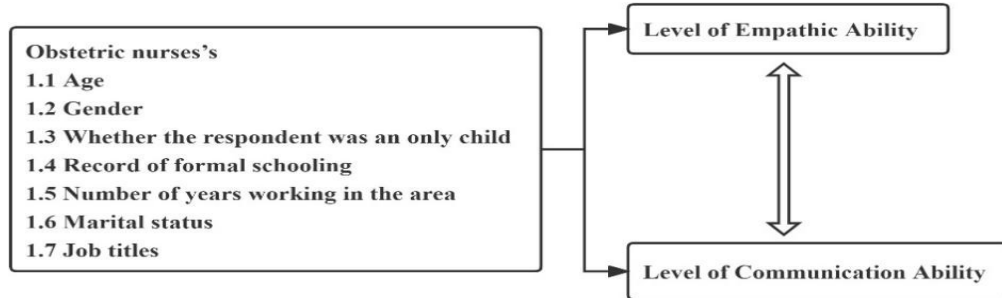 Obstetric nurses's
1.1 Age
1.2 Gender
1.3 Whether the respondent was an only child
1.4 Record of formal schooling
1.5 Number of years working in the area
1.6 Marital status
1.7 Job titles
Level of Empathic Ability
Level of Communication Ability